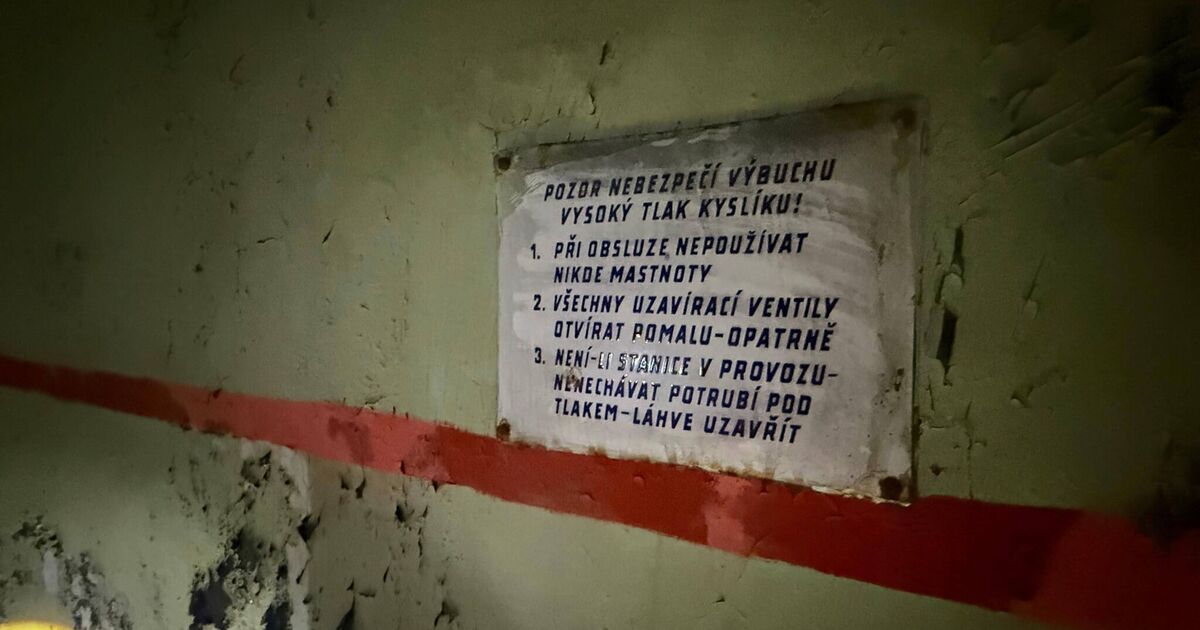 POZOR NEBEZPEČÍ VÝBUCHU
VYSOKÝ TLAK KYSLÍKU!
1. PŘI OBSLUZE NEPOUŽÍVAT
NIKDE MASTNOTY
2. VŠECHNY UZAVÍRACÍ VENTILY
OTVÍRAT POMALU-OPATRNĚ
3. NENÍ-LI STANICE V PROVOZU-
NENECHÁVAT POTRUBÍ POD
TLAKEM-LÁHVE UZAVŘÍT